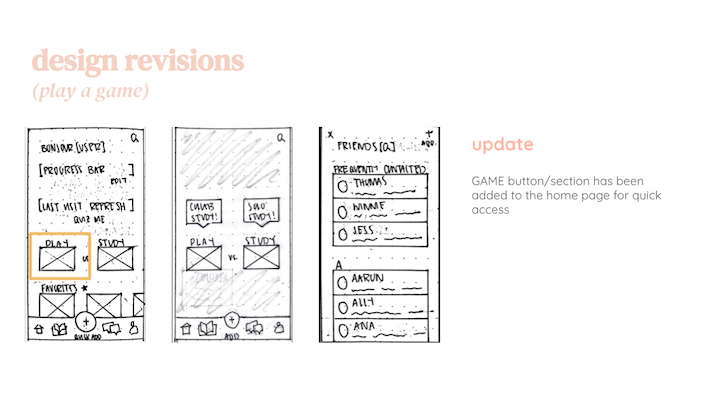 design revisions
(play a game)
BONJOUR [USER]
[PROGRESS BAR ]
EDIT
[LAST VISIT REFRESH]
QUIZ ME
PLAY STUDY
VS
FAVORITES
QUICK ADD
STUDY!
STUDY!
PLAY STUDY
VS.
ADD
X +
FRIENDS [Q] ADD
FREQUENTLY CONTACTED
THOMAS
WINNIE
JESS
A
AARUN
ALLY
ANA
update
GAME button/section has been
added to the home page for quick
access